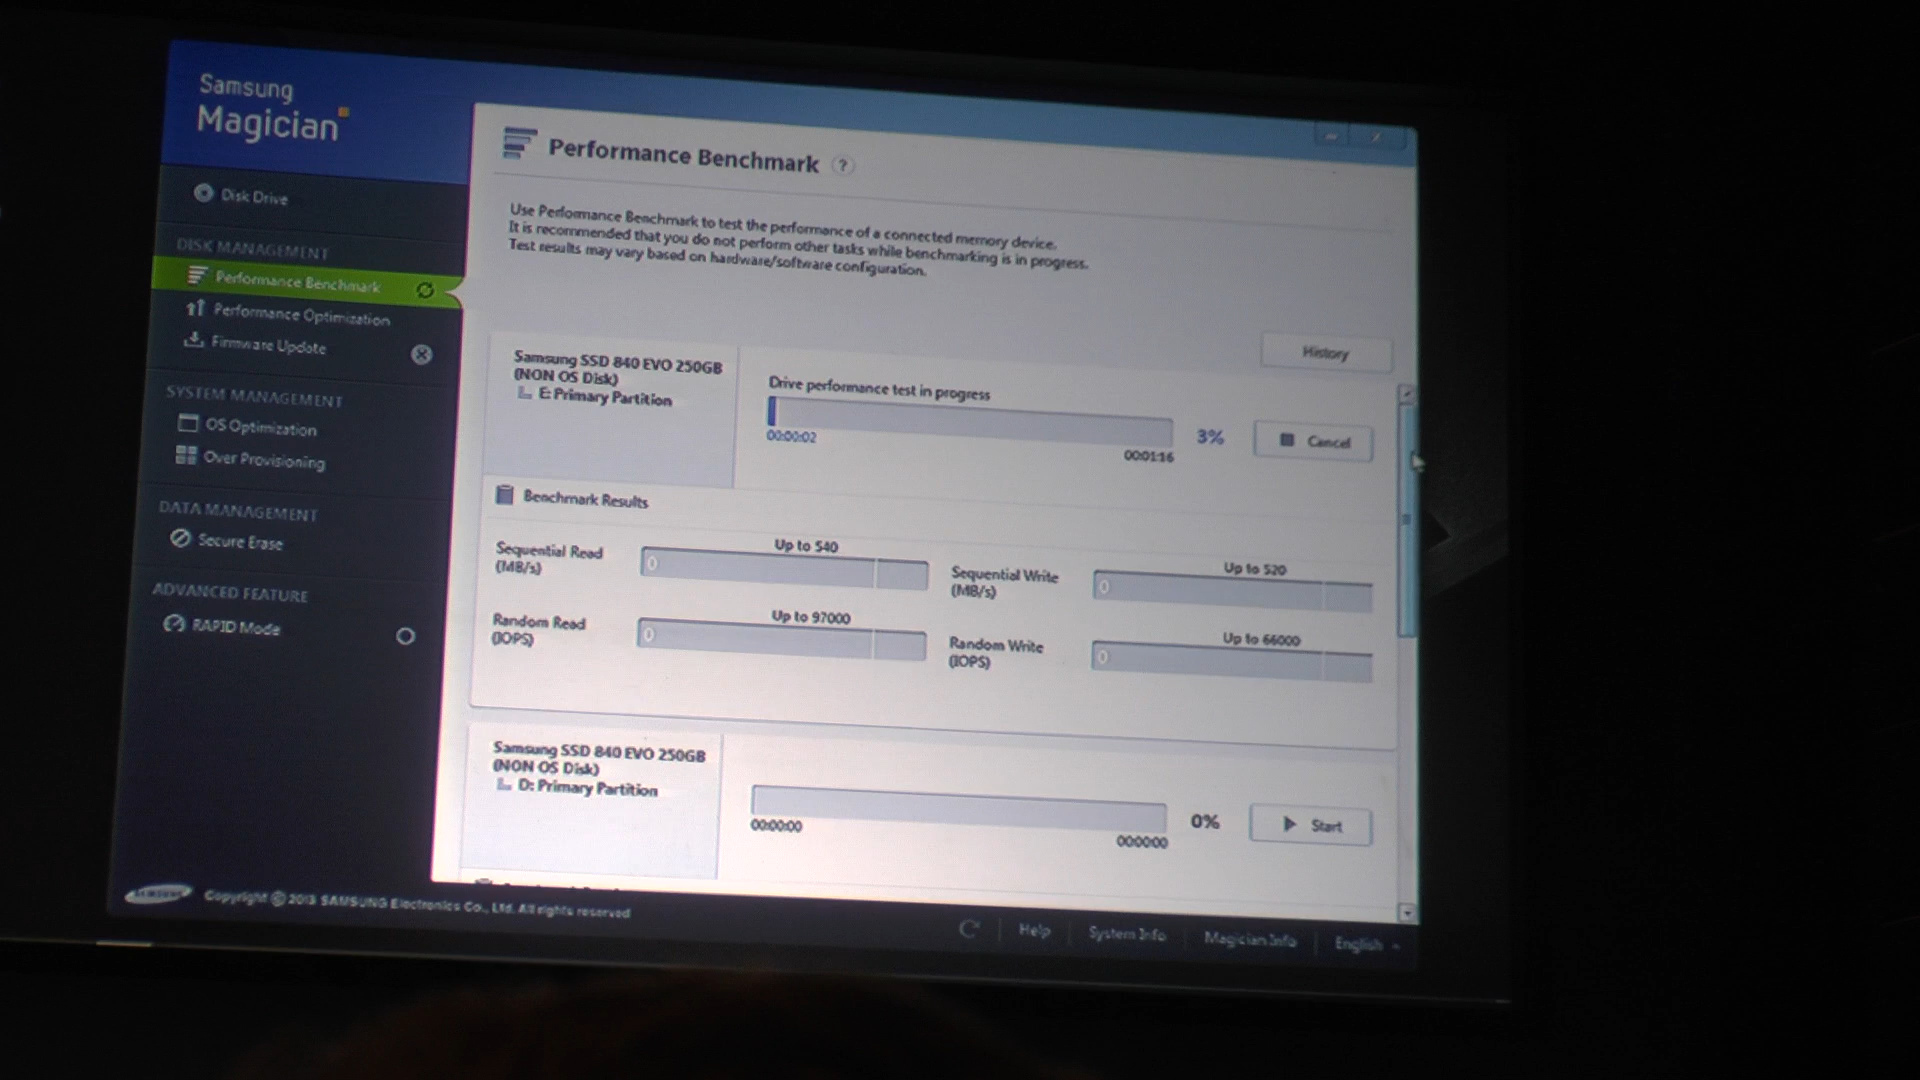 Samsung
Magician
Disk Drive
DISK MANAGEMENT
Performance Benchmark
Performance Optimization
Firmware Update
SYSTEM MANAGEMENT
OS Optimization
Over Provisioning
DATA MANAGEMENT
Secure Erase
ADVANCED FEATURE
RAPID Mode
Performance Benchmark ?
Use Performance Benchmark to test the performance of a connected memory device.
It is recommended that you do not perform other tasks while benchmarking is in progress.
Test results may vary based on hardware/software configuration.
History
Samsung SSD 840 EVO 250GB
(NON OS Disk)
E: Primary Partition
Drive performance test in progress
00:00:02
00:01:16
3%
Cancel
Benchmark Results
Sequential Read
(MB/s)
Up to 540
0
Sequential Write
(MB/s)
Up to 520
0
Random Read
(IOPS)
Up to 97000
0
Random Write
(IOPS)
Up to 66000
0
Samsung SSD 840 EVO 250GB
(NON OS Disk)
D: Primary Partition
00:00:00
00:00:00
0%
Start
SAMSUNG Copyright © 2013 SAMSUNG Electronics Co., Ltd. All rights reserved
Help
System Info
Magician Info
English